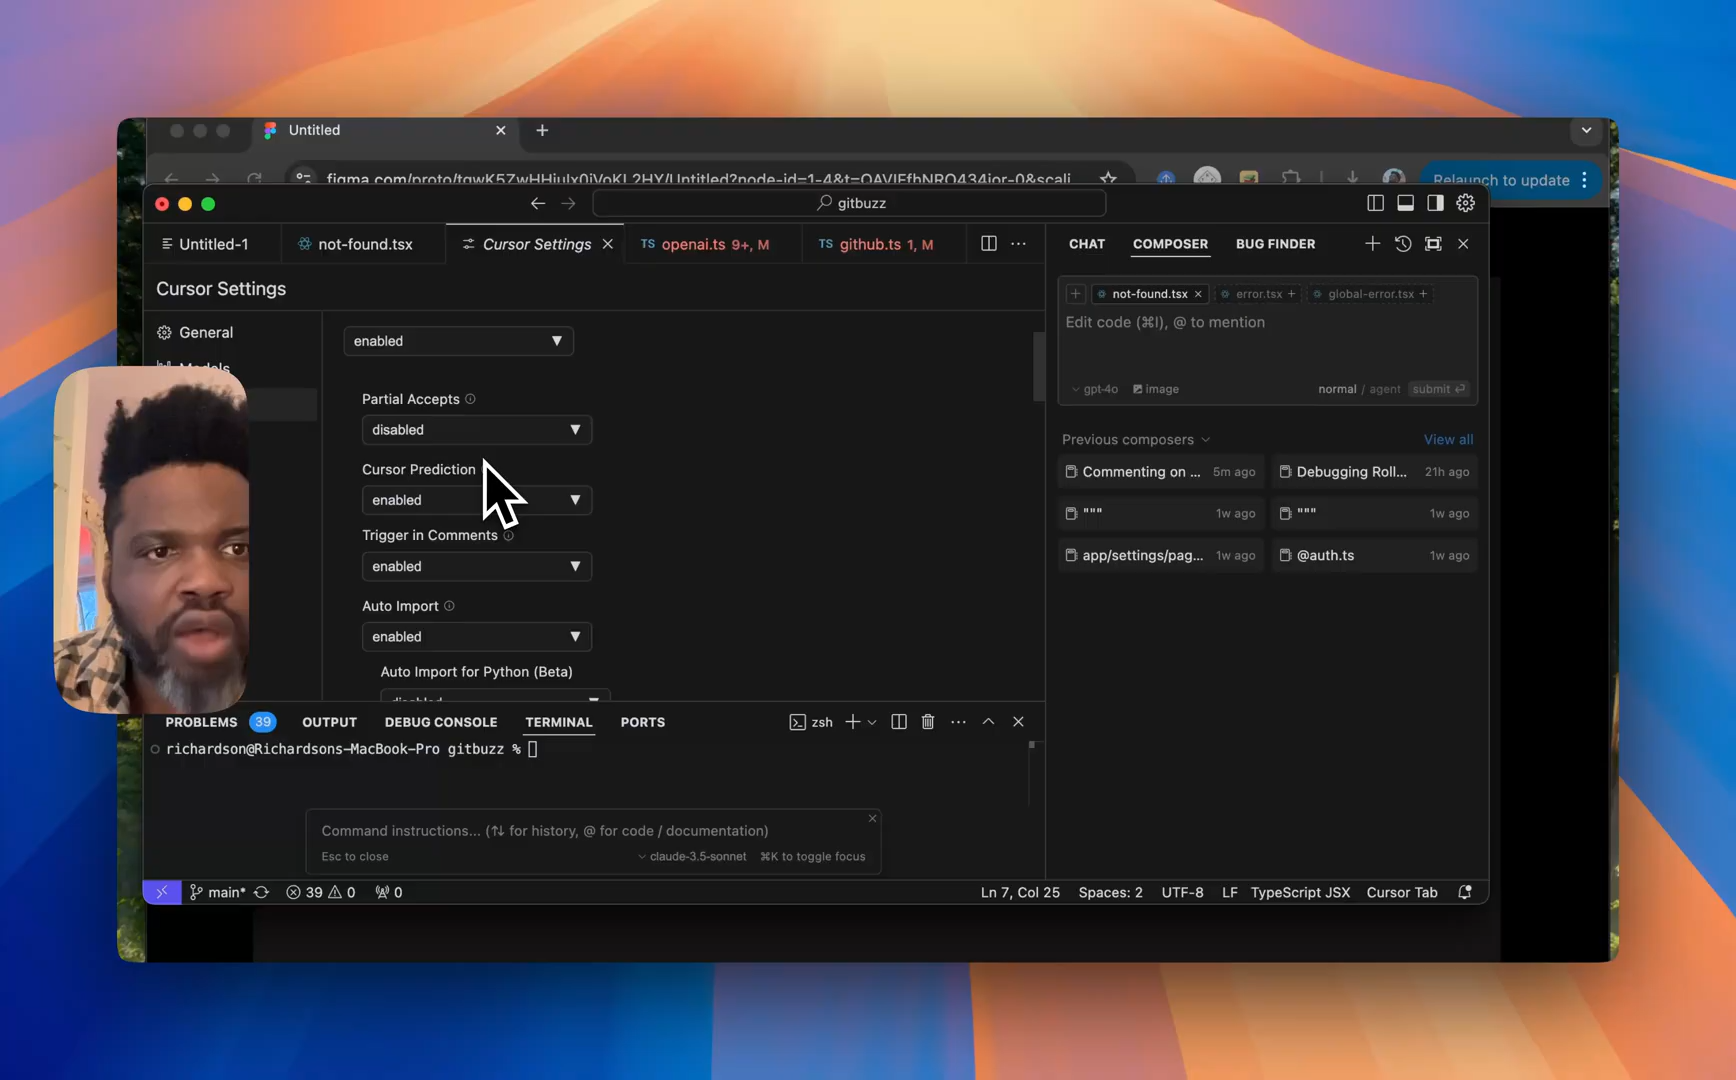 Untitled
figma.com/proto/
Untitled?node-id=1-4&t=
Relaunch to update
gitbuzz
Untitled-1
not-found.tsx
Cursor Settings
TS openai.ts 9+, M
TS github.ts 1, M
CHAT
COMPOSER
BUG FINDER
Cursor Settings
General
Models
enabled
Partial Accepts
disabled
Cursor Prediction
enabled
Trigger in Comments
enabled
Auto Import
enabled
Auto Import for Python (Beta)
disabled
not-found.tsx
error.tsx
global-error.tsx
Edit code (⌘I), @ to mention
gpt-4o
image
normal / agent
submit
Previous composers
View all
Commenting on ... 5m ago
Debugging Roll... 21h ago
""" 1w ago
""" 1w ago
app/settings/pag... 1w ago
@auth.ts 1w ago
PROBLEMS 39
OUTPUT
DEBUG CONSOLE
TERMINAL
PORTS
zsh
richardson@Richardsons-MacBook-Pro gitbuzz %
Command instructions... (↑↓ for history, @ for code / documentation)
Esc to close
claude-3.5-sonnet
⌘K to toggle focus
main*
39
0
0
Ln 7, Col 25
Spaces: 2
UTF-8
LF
TypeScript JSX
Cursor Tab